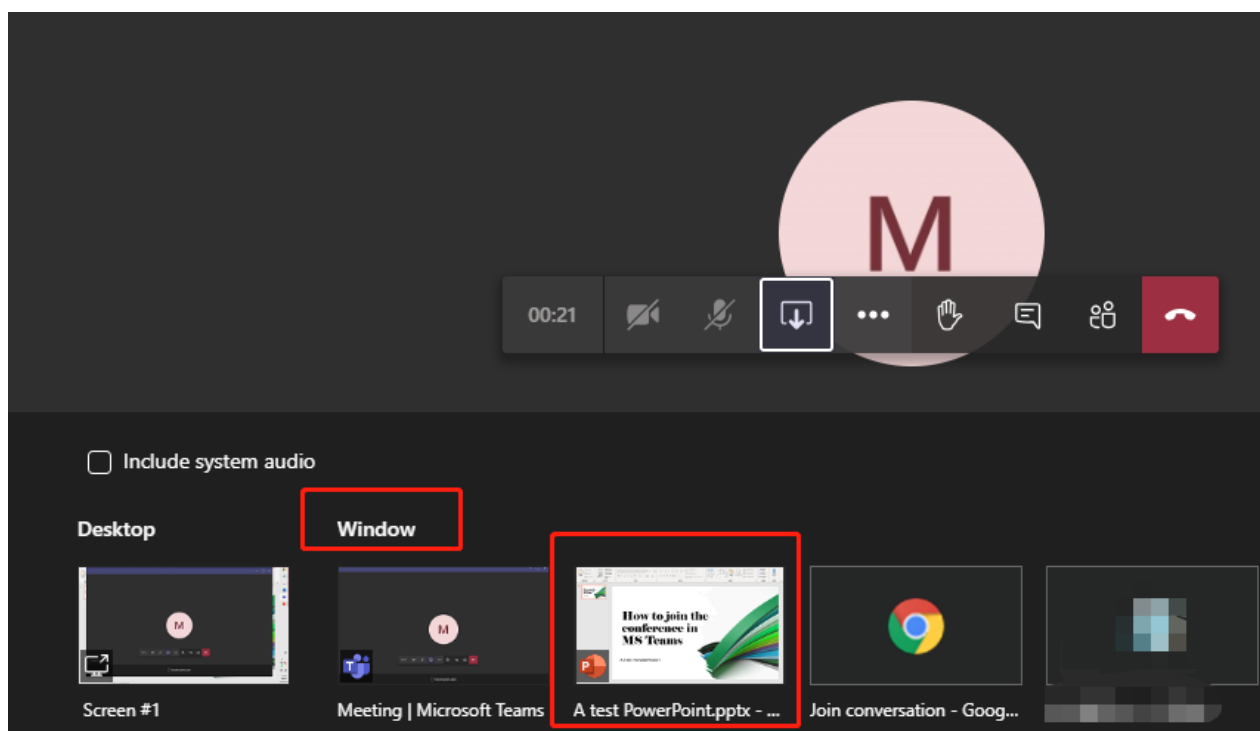 M
00:21
Include system audio
Desktop
Window
M
M
How to join the
conference in
MS Teams
Screen #1
Meeting | Microsoft Teams
A test PowerPoint.pptx - ...
Join conversation - Goog...